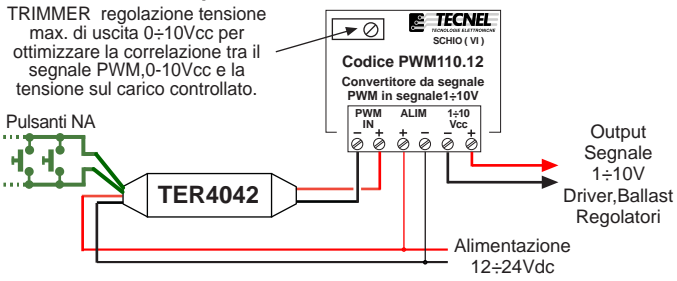 TRIMMER regolazione tensione
max. di uscita 0÷10Vcc per
ottimizzare la correlazione tra il
segnale PWM,0-10Vcc e la
tensione sul carico controllato.
TECNEL
TECNOLOGIE ELETTRONICHE
SCHIO ( VI )
Codice PWM110.12
Convertitore da segnale
PWM in segnale1÷10V
PWM IN
ALIM
1÷10 Vcc
− + + − − +
Pulsanti NA
TER4042
Output
Segnale
1÷10V
Driver,Ballast
Regolatori
Alimentazione
12÷24Vdc